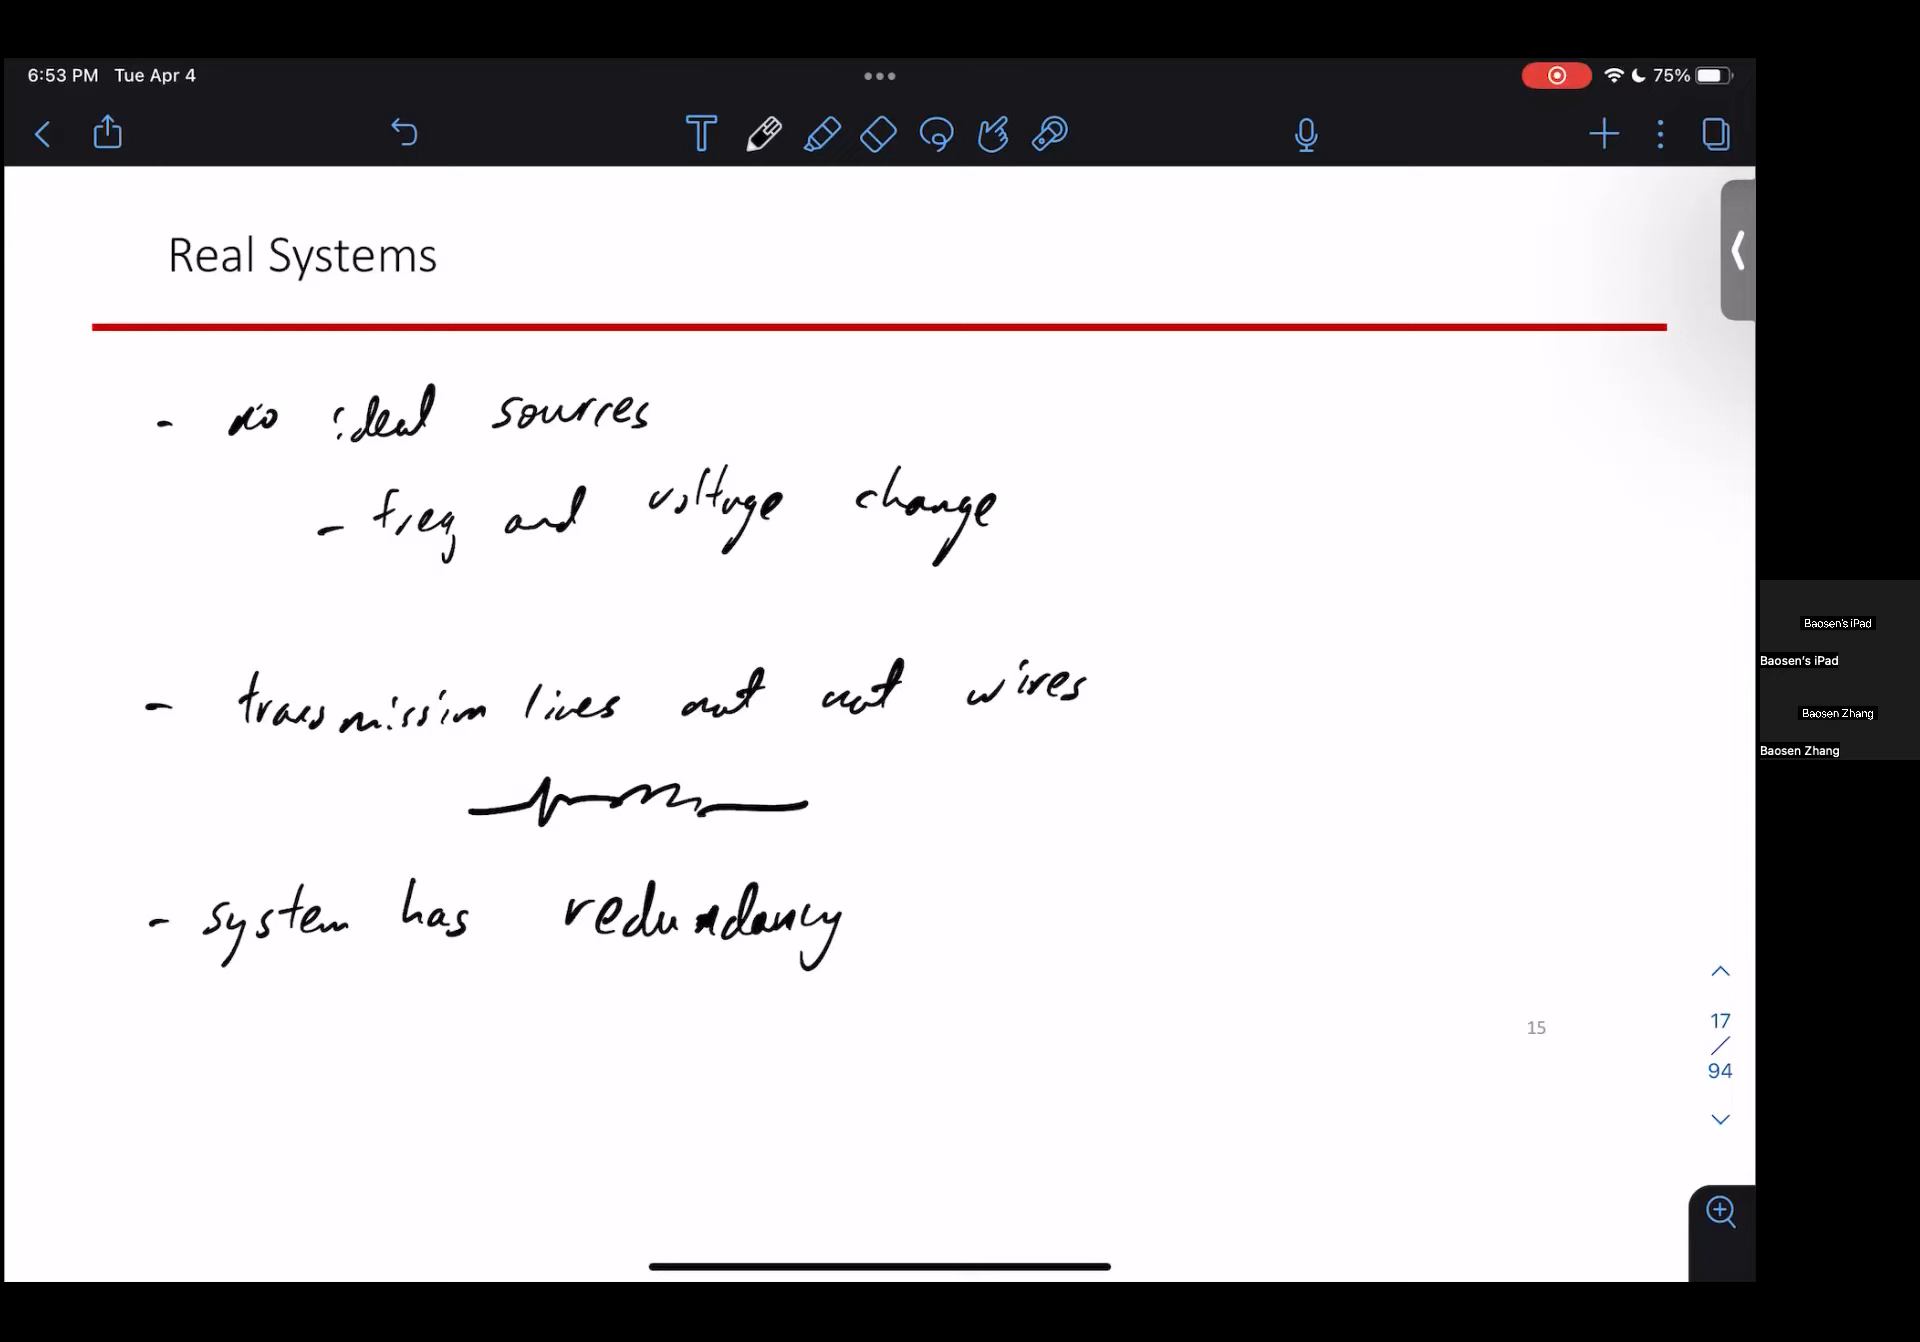 6:53 PM Tue Apr 4
75%
Real Systems
- no ideal sources
- freq and voltage change
- transmission lines not not wires
- system has redundancy
15
17
/
94
Baosen's iPad
Baosen's iPad
Baosen Zhang
Baosen Zhang